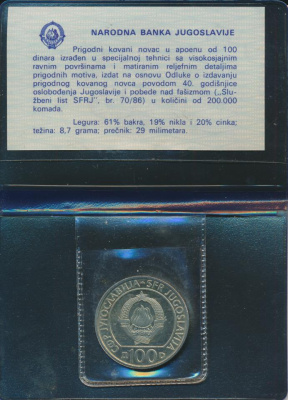 NARODNA BANKA JUGOSLAVIJE
Prigodni kovani novac u apoenu od 100
dinara izrađen u specijalnoj tehnici sa visokosjajnim
ravnim površinama i matiranim reljefnim detaljima
prigodnih motiva, izdat na osnovu Odluke o izdavanju
prigodnog kovanog novca povodom 40. godišnjice
oslobođenja Jugoslavije i pobede nad fašizmom („Slu-
žbeni list SFRJ”, br. 70/86) u količini od 200.000
komada.
Legura: 61% bakra, 19% nikla i 20% cinka;
težina: 8,7 grama; prečnik: 29 milimetara.
СФР ЈУГОСЛАВИЈА·SFR JUGOSLAVIJA
Д 100 D